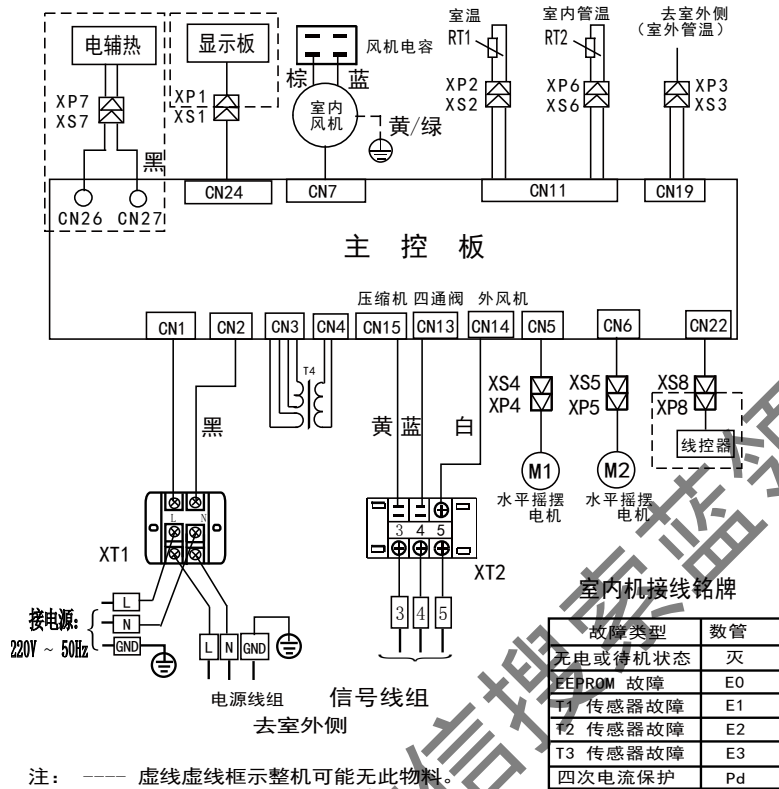 电辅热
显示板
风机电容
室温
RT1
室内管温
RT2
去室外侧
(室外管温)
棕
蓝
XP7
XS7
XP1
XS1
室内
风机
黄/绿
XP2
XS2
XP6
XS6
XP3
XS3
黑
CN26
CN27
CN24
CN7
CN11
CN19
主 控 板
压缩机
四通阀
外风机
CN1
CN2
CN3
CN4
CN15
CN13
CN14
CN5
CN6
CN22
T4
黑
黄
蓝
白
XS4
XP4
XS5
XP5
XS8
XP8
线控器
M1
M2
水平摇摆
电机
水平摇摆
电机
L
N
3 4 5
XT1
XT2
接电源:
220V ~ 50Hz
L
N
GND
L
N
GND
3
4
5
电源线组
信号线组
去室外侧
室内机接线铭牌
故障类型 数管
无电或待机状态 灭
EEPROM 故障 E0
T1 传感器故障 E1
T2 传感器故障 E2
T3 传感器故障 E3
四次电流保护 Pd
注: ---- 虚线虚线框示整机可能无此物料。
信搜索蓝领